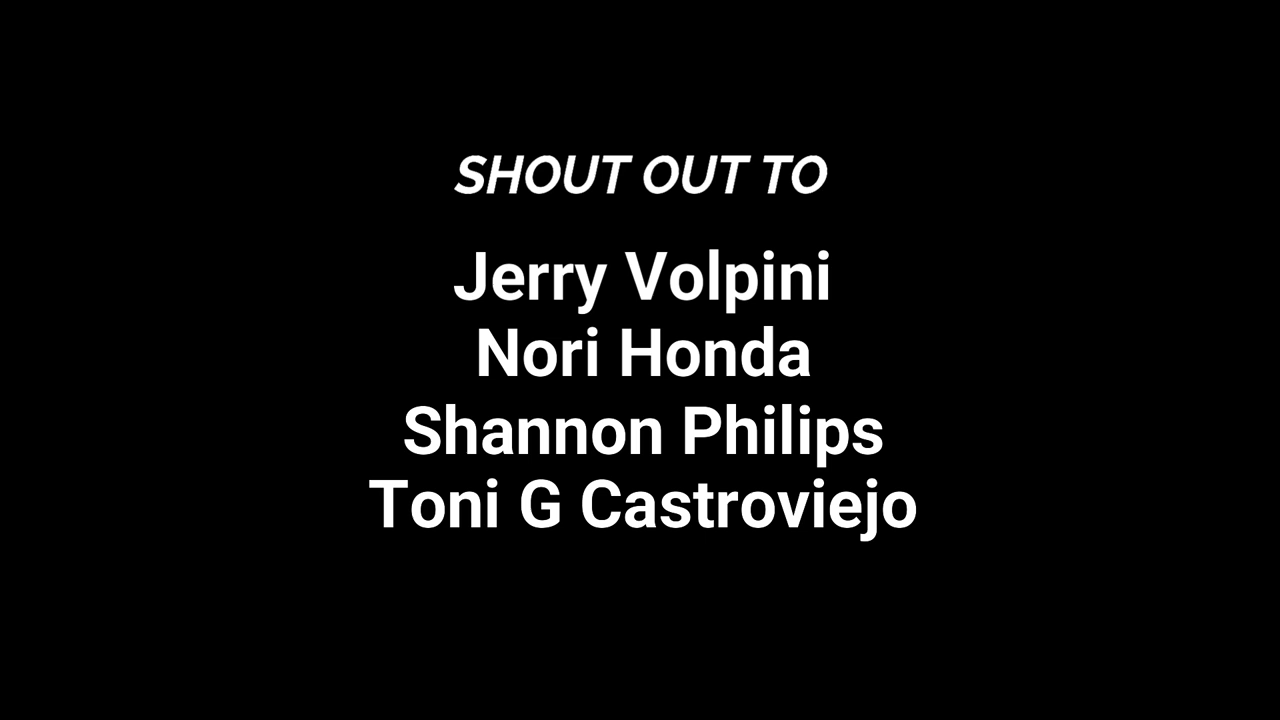 SHOUT OUT TO
Jerry Volpini
Nori Honda
Shannon Philips
Toni G Castroviejo